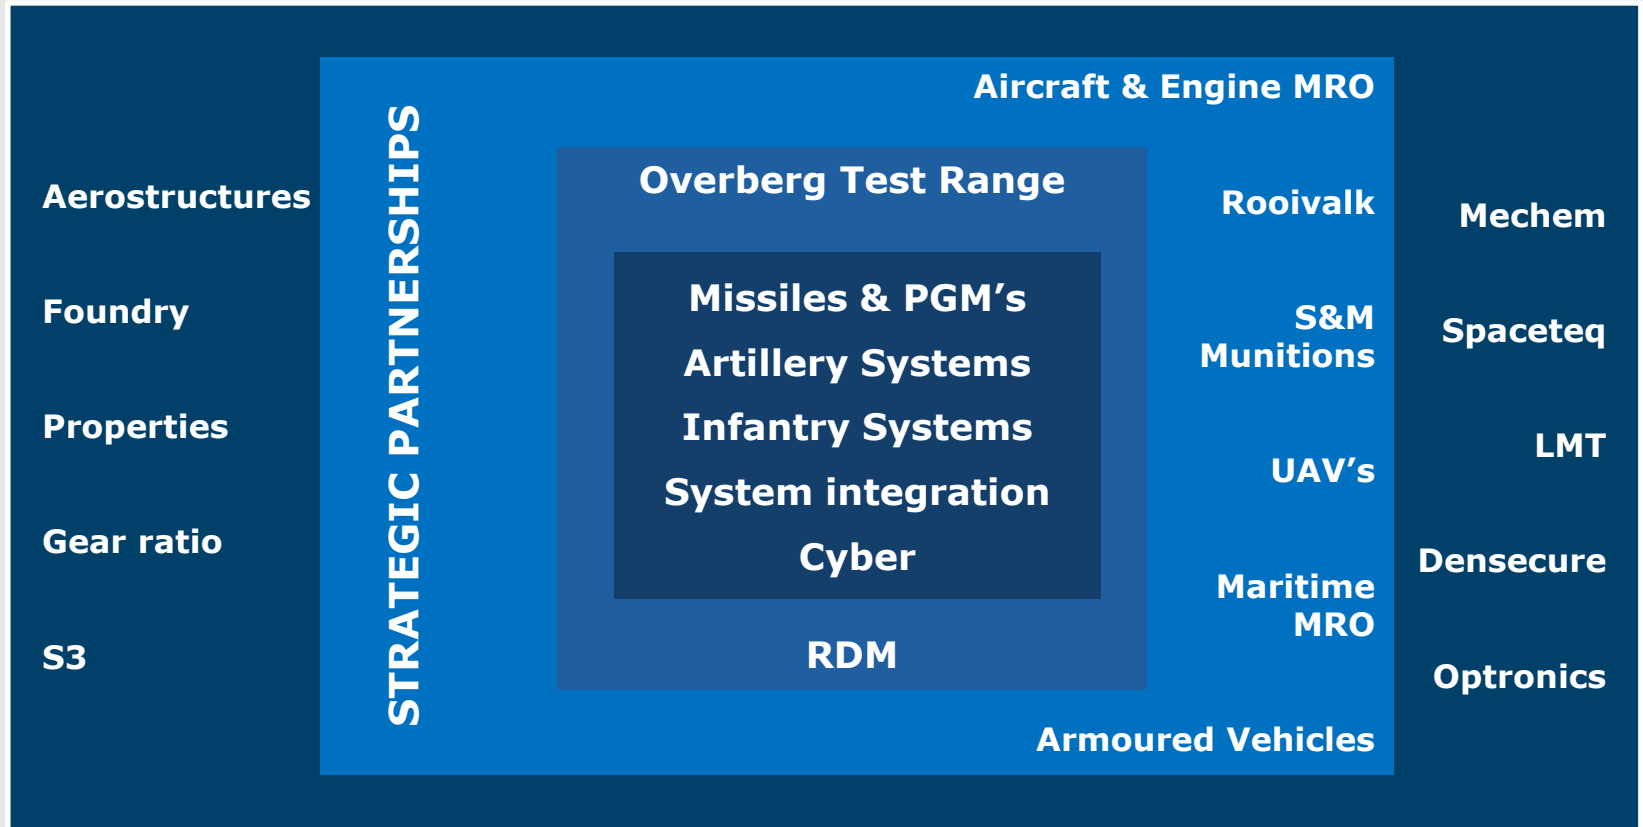 Aerostructures
Foundry
Properties
Gear ratio
S3
STRATEGIC PARTNERSHIPS
Overberg Test Range
Missiles & PGM’s
Artillery Systems
Infantry Systems
System integration
Cyber
RDM
Aircraft & Engine MRO
Rooivalk
S&M
Munitions
UAV’s
Maritime
MRO
Armoured Vehicles
Mechem
Spaceteq
LMT
Densecure
Optronics